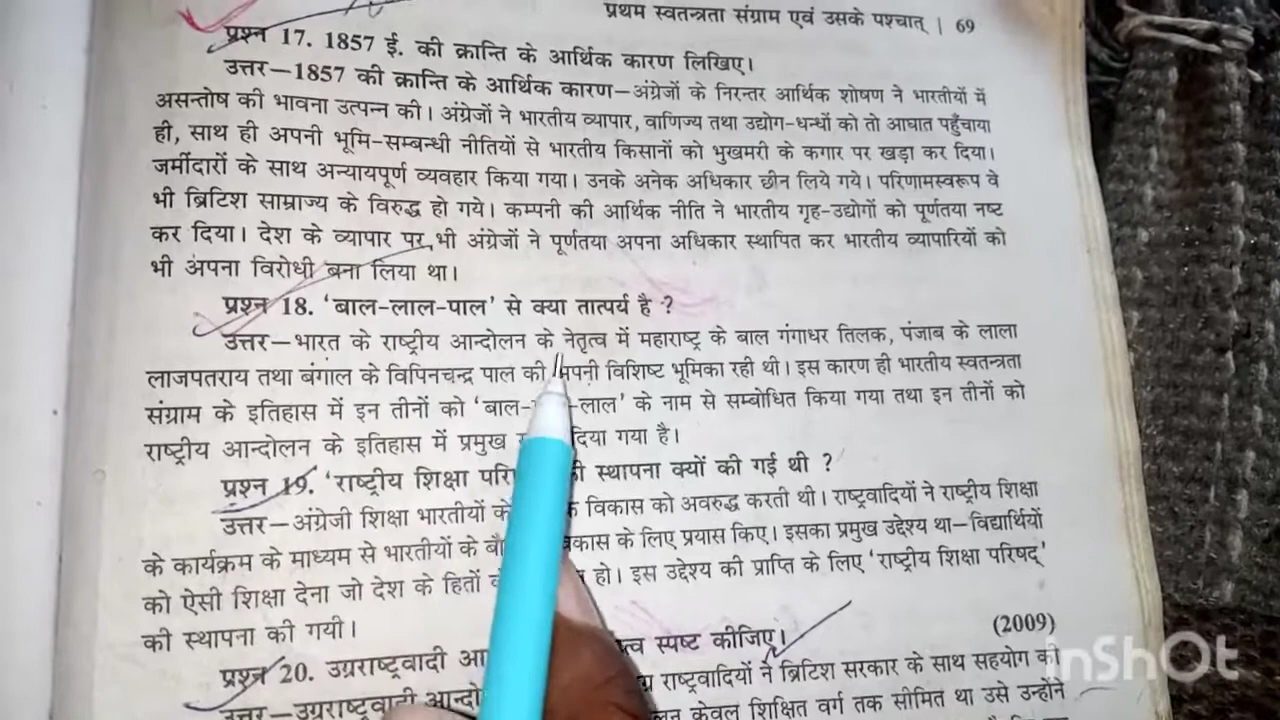 प्रथम स्वतन्त्रता संग्राम एवं उसके पश्चात् | 69
प्रश्न 17. 1857 ई. की क्रान्ति के आर्थिक कारण लिखिए।
उत्तर–1857 की क्रान्ति के आर्थिक कारण–अंग्रेजों के निरन्तर आर्थिक शोषण ने भारतीयों में
असन्तोष की भावना उत्पन्न की। अंग्रेजों ने भारतीय व्यापार, वाणिज्य तथा उद्योग-धन्धों को तो आघात पहुँचाया
ही, साथ ही अपनी भूमि-सम्बन्धी नीतियों से भारतीय किसानों को भुखमरी के कगार पर खड़ा कर दिया।
जमींदारों के साथ अन्यायपूर्ण व्यवहार किया गया। उनके अनेक अधिकार छीन लिये गये। परिणामस्वरूप वे
भी ब्रिटिश साम्राज्य के विरुद्ध हो गये। कम्पनी की आर्थिक नीति ने भारतीय गृह-उद्योगों को पूर्णतया नष्ट
कर दिया। देश के व्यापार पर भी अंग्रेजों ने पूर्णतया अपना अधिकार स्थापित कर भारतीय व्यापारियों को
भी अपना विरोधी बना लिया था।
प्रश्न 18. 'बाल-लाल-पाल' से क्या तात्पर्य है ?
उत्तर–भारत के राष्ट्रीय आन्दोलन के नेतृत्व में महाराष्ट्र के बाल गंगाधर तिलक, पंजाब के लाला
लाजपतराय तथा बंगाल के विपिनचन्द्र पाल की अपनी विशिष्ट भूमिका रही थी। इस कारण ही भारतीय स्वतन्त्रता
संग्राम के इतिहास में इन तीनों को 'बाल- -लाल' के नाम से सम्बोधित किया गया तथा इन तीनों को
राष्ट्रीय आन्दोलन के इतिहास में प्रमुख दिया गया है।
प्रश्न 19. 'राष्ट्रीय शिक्षा की स्थापना क्यों की गई थी ?
उत्तर–अंग्रेजी शिक्षा भारतीयों के विकास को अवरुद्ध करती थी। राष्ट्रवादियों ने राष्ट्रीय शिक्षा
के कार्यक्रम के माध्यम से भारतीयों के विकास के लिए प्रयास किए। इसका प्रमुख उद्देश्य था–विद्यार्थियों
को ऐसी शिक्षा देना जो देश के हितों हो। इस उद्देश्य की प्राप्ति के लिए 'राष्ट्रीय शिक्षा परिषद्'
की स्थापना की गयी।
(2009)
प्रश्न 20. उग्रराष्ट्रवादी स्पष्ट कीजिए।
उत्तर–उग्रराष्ट्रवादी राष्ट्रवादियों ने ब्रिटिश सरकार के साथ सहयोग की
केवल शिक्षित वर्ग तक सीमित था उसे उन्होंने
InShOt